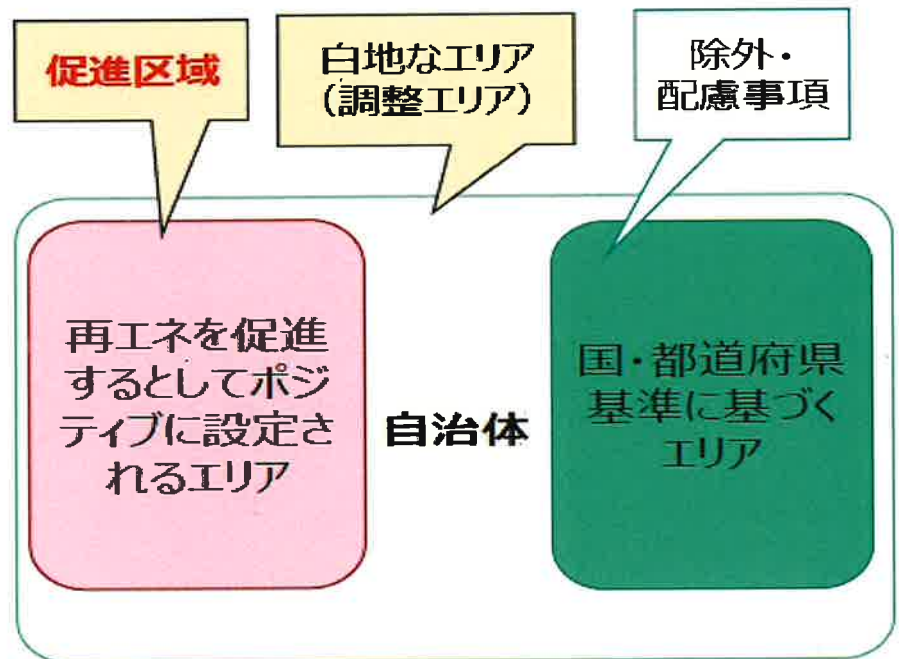 促進区域
白地なエリア
(調整エリア)
除外・
配慮事項
再エネを促進
するとしてポジ
ティブに設定さ
れるエリア
自治体
国・都道府県
基準に基づく
エリア